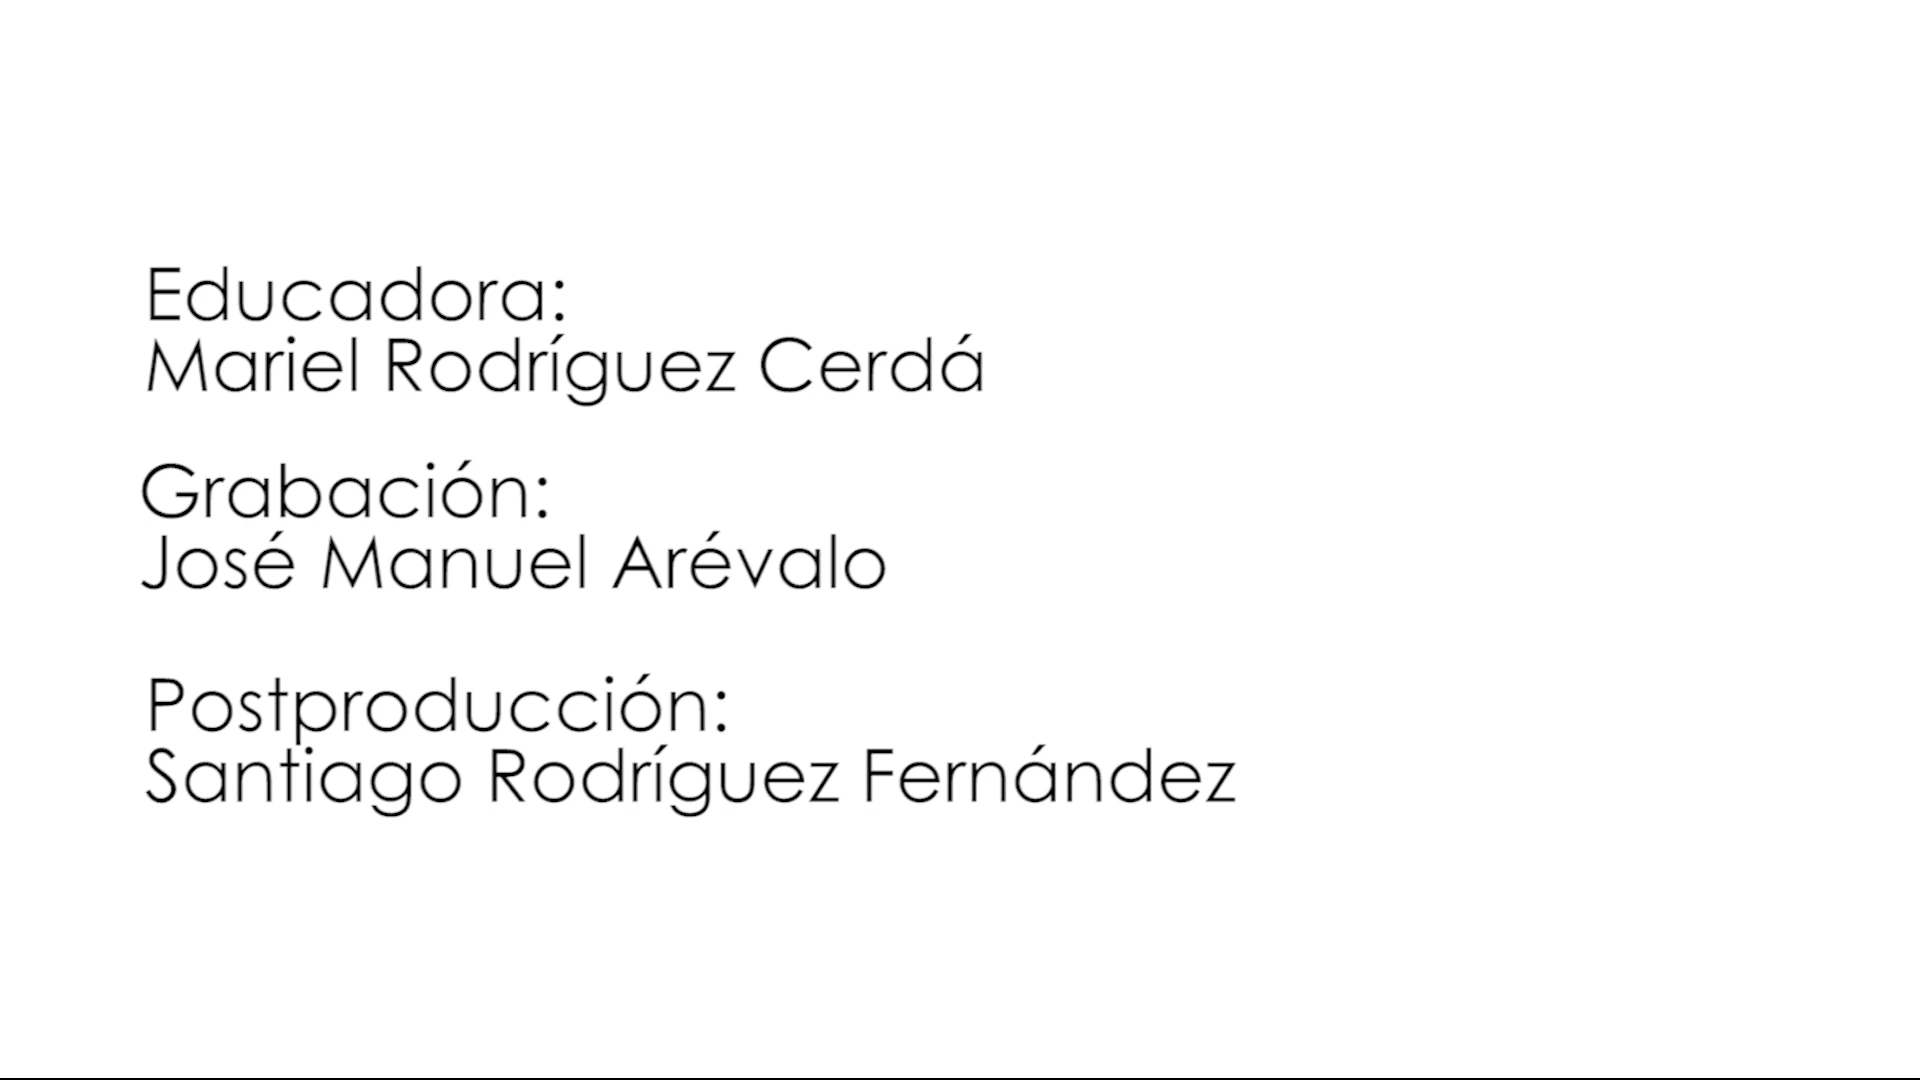 Educadora:
Mariel Rodríguez Cerdá
Grabación:
José Manuel Arévalo
Postproducción:
Santiago Rodríguez Fernández